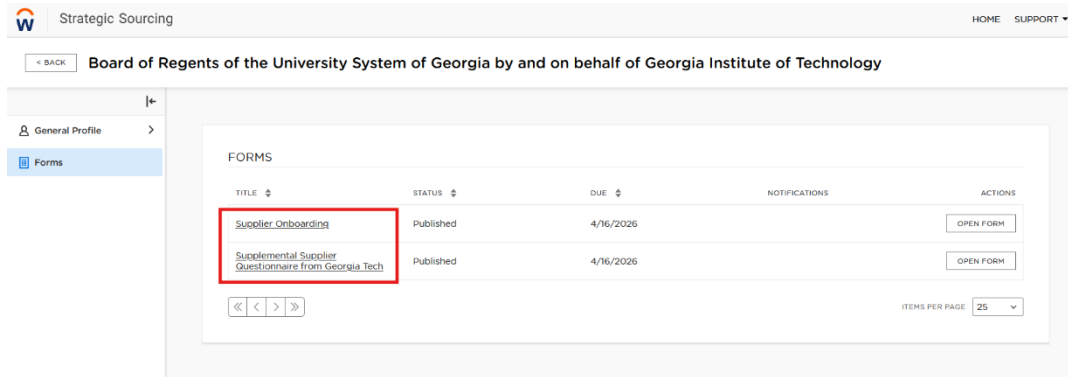 Strategic Sourcing
HOME SUPPORT
< BACK Board of Regents of the University System of Georgia by and on behalf of Georgia Institute of Technology
General Profile
Forms
FORMS
TITLE STATUS DUE NOTIFICATIONS ACTIONS
Supplier Onboarding Published 4/16/2026 OPEN FORM
Supplemental Supplier
Questionnaire from Georgia Tech Published 4/16/2026 OPEN FORM
ITEMS PER PAGE 25